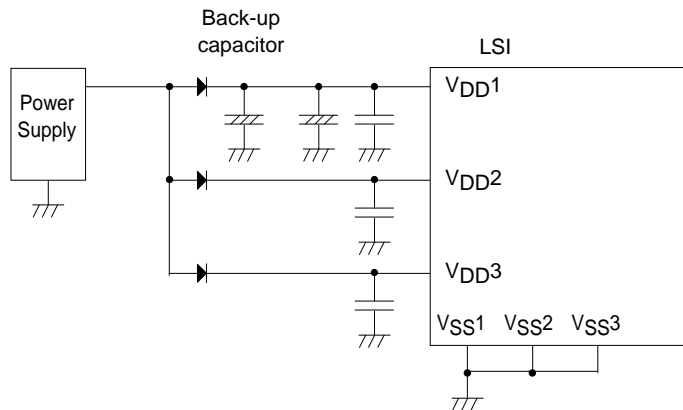 Back-up
capacitor
LSI
Power
Supply
VDD1
VDD2
VDD3
VSS1 VSS2 VSS3